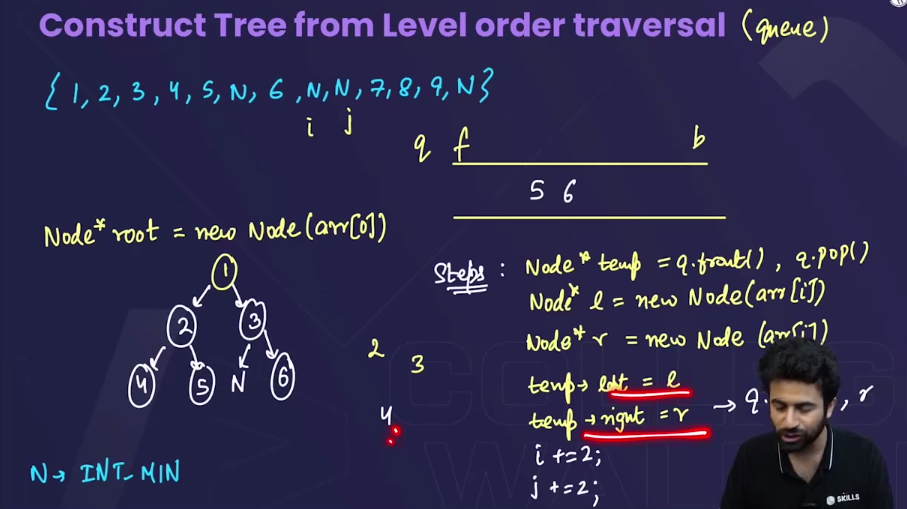 Construct Tree from Level order traversal (queue)
{ 1, 2, 3, 4, 5, N, 6, N, N, 7, 8, 9, N }
i j
q f b
5 6
Node* root = new Node(arr[0])
1
2 3
4 5 N 6
2
3
4
N → INT_MIN
Steps : Node* temp = q.front() , q.pop()
Node* l = new Node(arr[i])
Node* r = new Node (arr[j])
temp → left = l
temp → right = r → q. , r
i += 2;
j += 2;
SKILLS